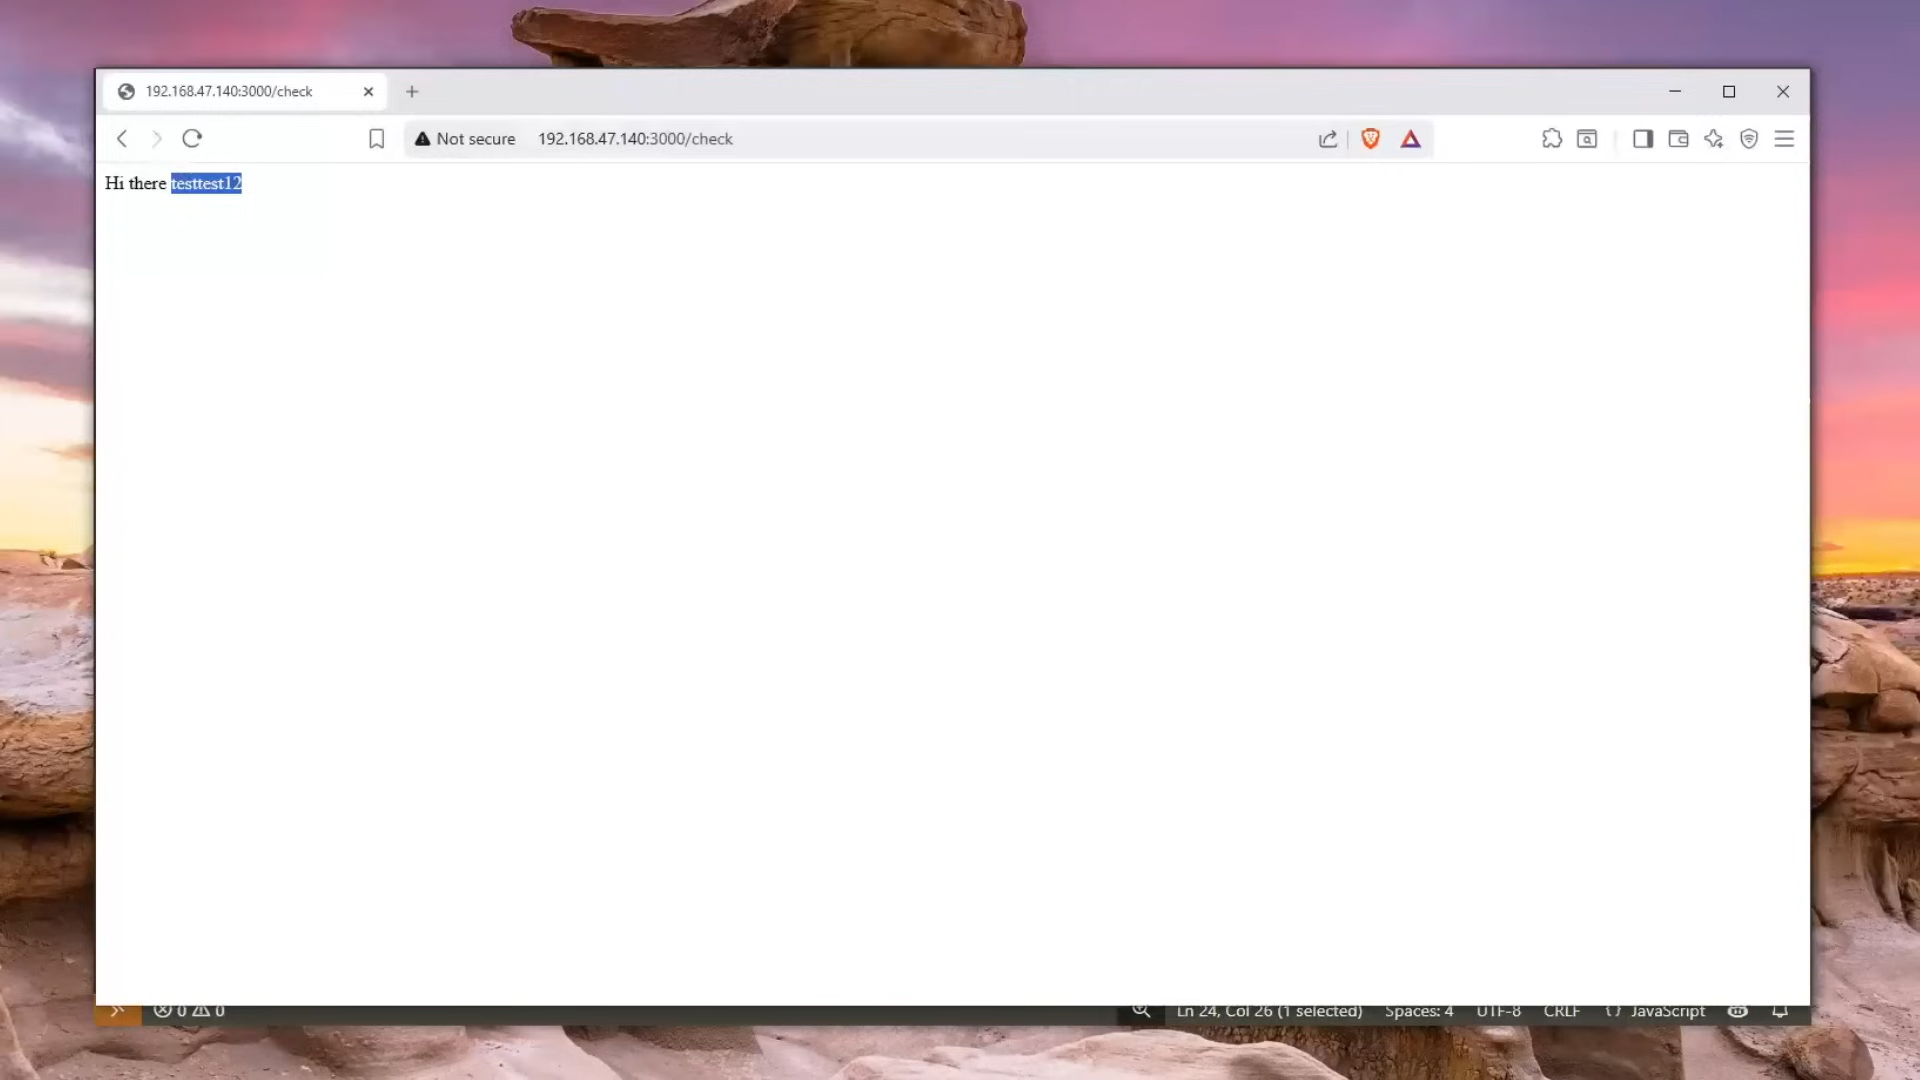 192.168.47.140:3000/check
Not secure 192.168.47.140:3000/check
Hi there testtest12
0 0 Ln 24, Col 26 (1 selected) Spaces: 4 UTF-8 CRLF {} JavaScript